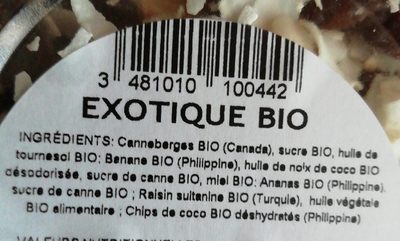 3 481010 100442
EXOTIQUE BIO
INGRÉDIENTS: Canneberges BIO (Canada), sucre BIO, huile de
tournesol BIO; Banane BIO (Philippine), huile de noix de coco BIO
désodorisée, sucre de canne BIO, miel BIO; Ananas BIO (Philippine),
sucre de canne BIO ; Raisin sultanine BIO (Turquie), huile végétale
BIO alimentaire ; Chips de coco BIO déshydratés (Philippine)